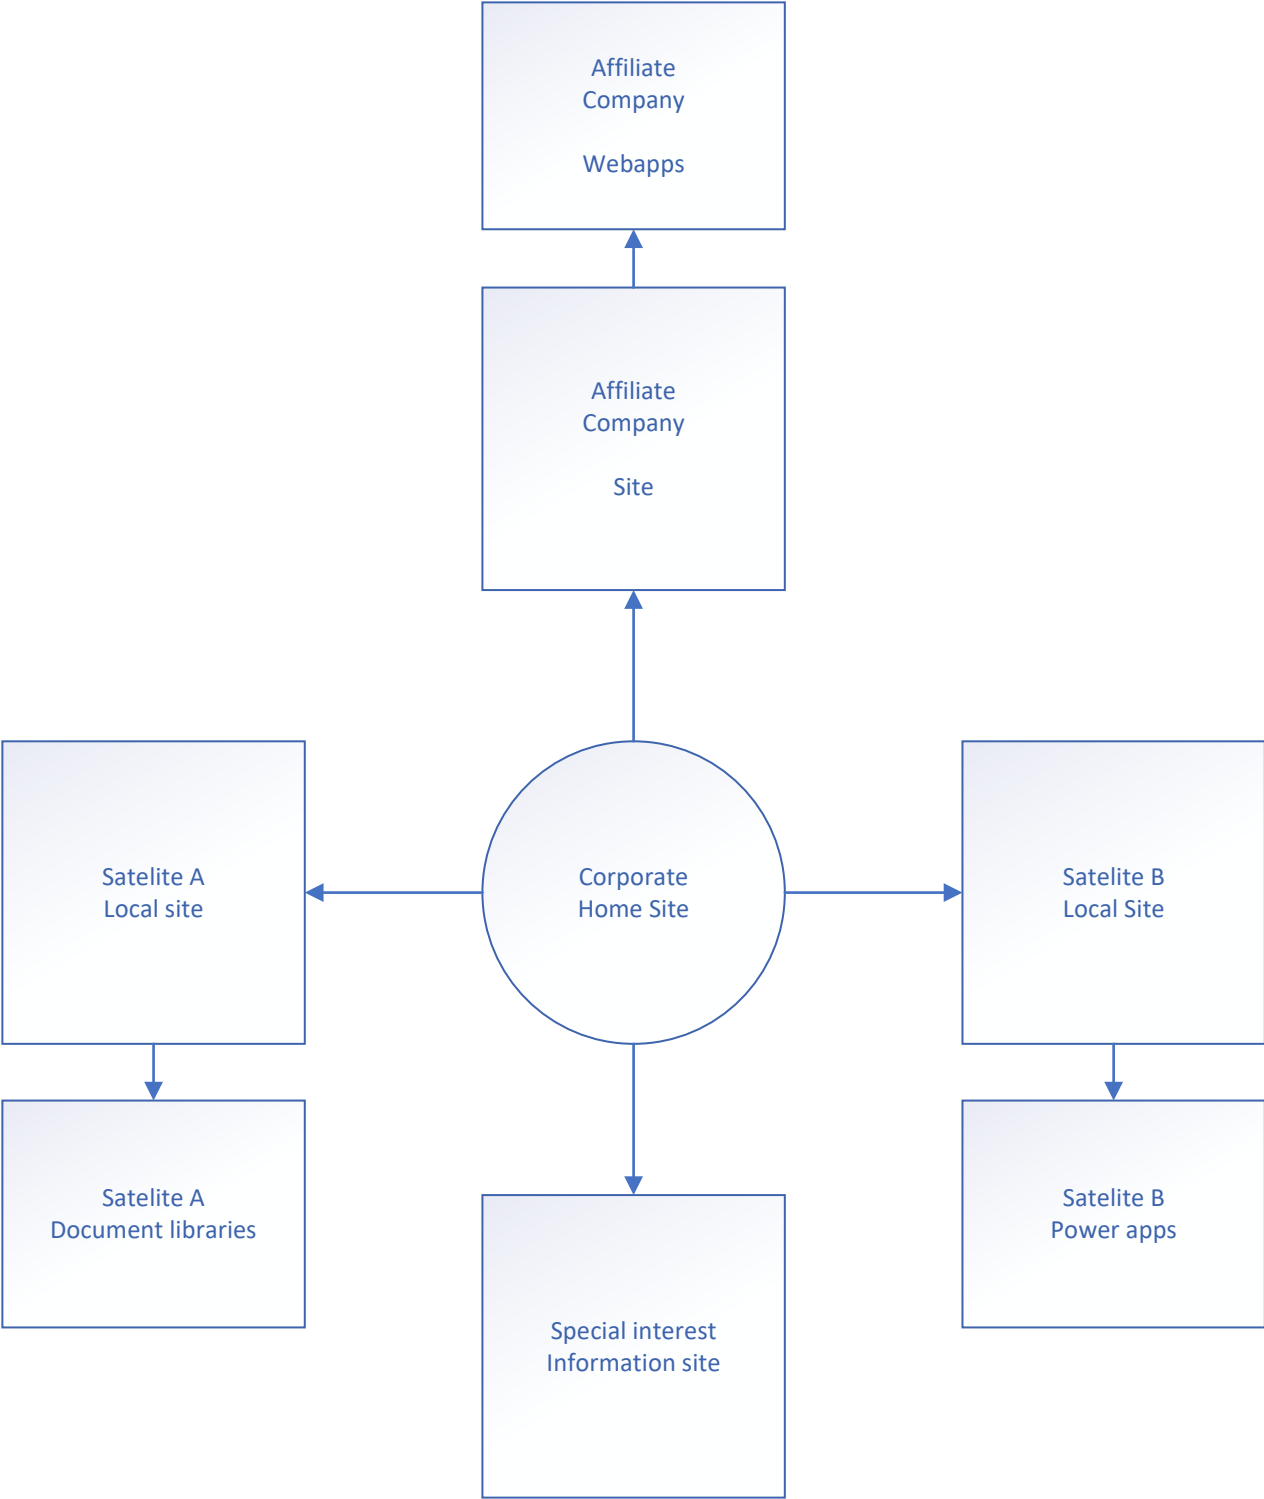 Affiliate
Company
Webapps
Affiliate
Company
Site
Satelite A
Local site
Corporate
Home Site
Satelite B
Local Site
Satelite A
Document libraries
Satelite B
Power apps
Special interest
Information site